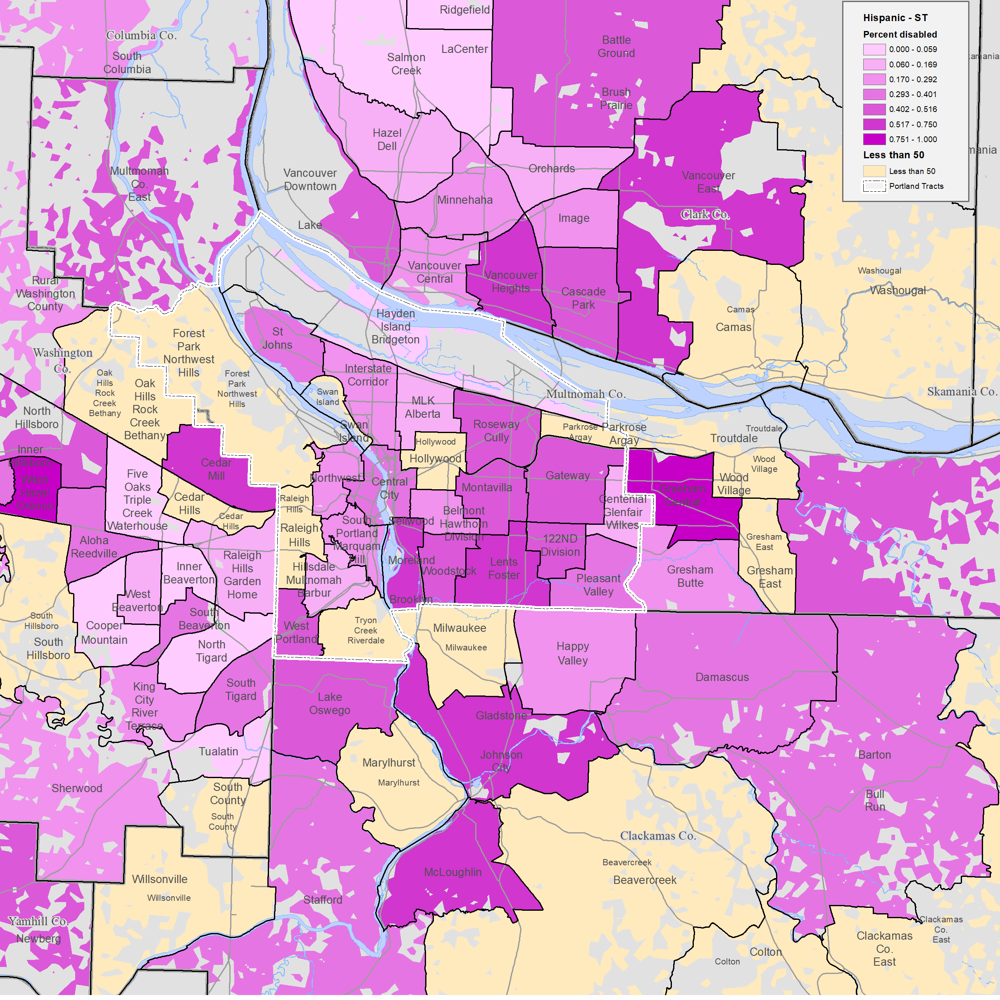 Ridgefield
Columbia Co.
South
Columbia
Salmon
Creek
LaCenter
Battle
Ground
Brush
Prairie
Hispanic - ST
Percent disabled
0.000 - 0.059
0.060 - 0.169
0.170 - 0.292
0.293 - 0.401
0.402 - 0.516
0.517 - 0.750
0.751 - 1.000
Less than 50
Less than 50
Portland Tracts
Hazel
Dell
Multmomah
Co.
East
Vancouver
Downtown
Orchards
Vancouver
East
Minnehaha
Image
Clark Co.
Lake
Vancouver
Central
Vancouver
Heights
Cascade
Park
Washougal
Washougal
Rural
Washington
County
Camas
Camas
Hayden
Island
Bridgeton
St
Johns
Forest
Park
Northwest
Hills
Washington
Co.
Oak
Hills
Rock
Creek
Bethany
Oak
Hills
Rock
Creek
Bethany
Forest
Park
Northwest
Hills
Interstate
Corridor
Swan
Island
MLK
Alberta
Multnomah Co.
Skamania Co.
North
Hillsboro
Swan
Island
Roseway
Cully
Parkrose
Argay
Parkrose
Argay
Troutdale
Troutdale
Hollywood
Hollywood
Inner
Hillsboro
Witch
Hazel
Orenco
Cedar
Mill
Five
Oaks
Triple
Creek
Waterhouse
Northwest
Central
City
Montavilla
Gateway
Gresham
Central
Wood
Village
Wood
Village
Cedar
Hills
Cedar
Hills
Raleigh
Hills
Raleigh
Hills
South
Portland
Marquam
Hill
Sellwood
Belmont
Hawthorn
Division
Centenial
Glenfair
Wilkes
Aloha
Reedville
122ND
Division
Gresham
East
Gresham
East
Inner
Beaverton
Raleigh
Hills
Garden
Home
Hillsdale
Multnomah
Barbur
Moreland
Woodstock
Lents
Foster
Pleasant
Valley
Gresham
Butte
West
Beaverton
Brooklyn
South
Hillsboro
South
Hillsboro
Cooper
Mountain
South
Beaverton
West
Portland
Tryon
Creek
Riverdale
Milwaukee
Milwaukee
North
Tigard
Happy
Valley
Damascus
King
City
River
Terrace
South
Tigard
Lake
Oswego
Gladstone
Tualatin
Marylhurst
Marylhurst
Johnson
City
Barton
Sherwood
South
County
South
County
Bull
Run
Clackamas Co.
Beavercreek
Beavercreek
McLoughlin
Willsonville
Willsonville
Stafford
Yamhill Co.
Newberg
Clackamas
Co.
East
Clackamas
Co.
East
Colton
Colton